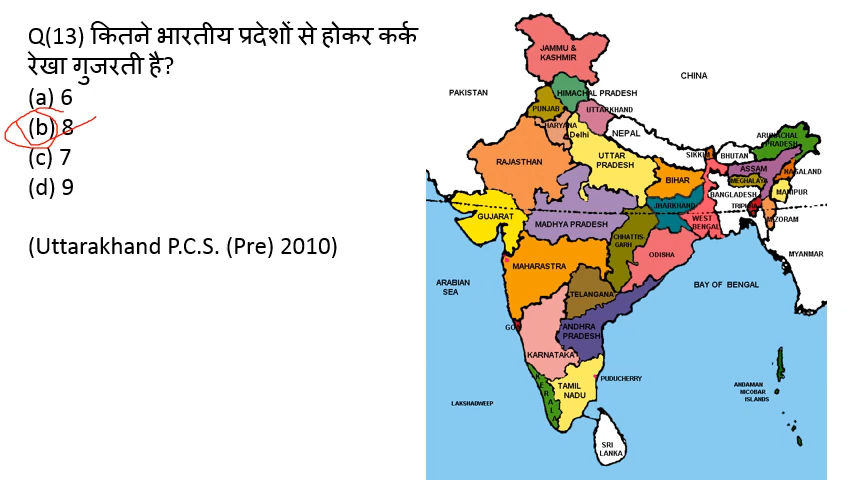 Q(13) कितने भारतीय प्रदेशों से होकर कर्क
रेखा गुजरती है?
(a) 6
(b) 8
(c) 7
(d) 9
(Uttarakhand P.C.S. (Pre) 2010)
JAMMU &
KASHMIR
CHINA
PAKISTAN
HIMACHAL PRADESH
PUNJAB
UTTARKHAND
HARYANA
Delhi
NEPAL
ARUNACHAL
PRADESH
SIKKIM
BHUTAN
RAJASTHAN
UTTAR
PRADESH
ASSAM
NAGALAND
BIHAR
MEGHALAYA
MANIPUR
BANGLADESH
JHARKHAND
TRIPURA
GUJARAT
MADHYA PRADESH
WEST
BENGAL
MIZORAM
CHHATTIS-
GARH
ODISHA
MYANMAR
MAHARASTRA
ARABIAN
SEA
BAY OF BENGAL
TELANGANA
GOA
ANDHRA
PRADESH
KARNATAKA
PUDUCHERRY
KERALA
TAMIL
NADU
ANDAMAN
NICOBAR
ISLANDS
LAKSHADWEEP
SRI
LANKA